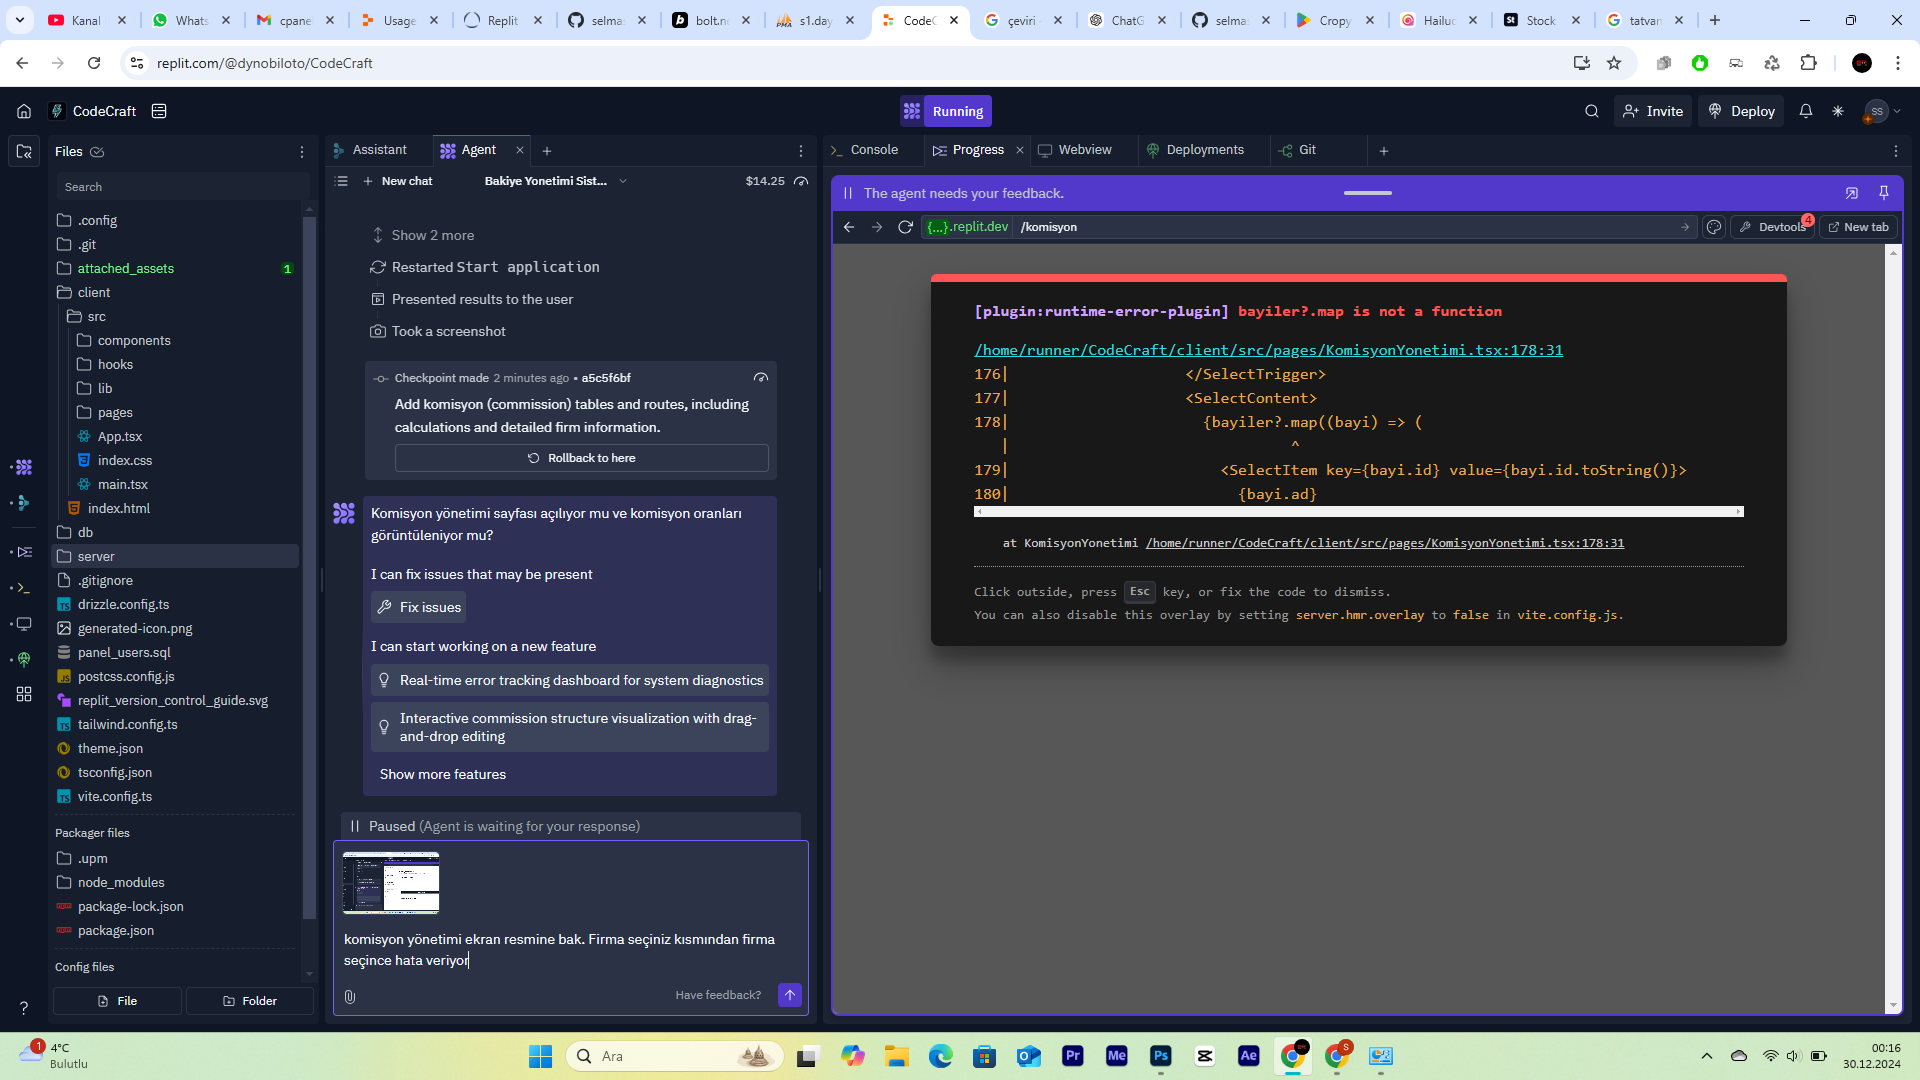 Kanal
Whats
cpane
Usage
Replit
selma
bolt.ne
s1.day
CodeC
çeviri
ChatG
selma
Cropy
Hailuo
Stock
tatvan
replit.com/@dynobiloto/CodeCraft
CodeCraft
Running
Invite
Deploy
SS
Files
Search
.config
.git
attached_assets 1
client
src
components
hooks
lib
pages
App.tsx
index.css
main.tsx
index.html
db
server
.gitignore
drizzle.config.ts
generated-icon.png
panel_users.sql
postcss.config.js
replit_version_control_guide.svg
tailwind.config.ts
theme.json
tsconfig.json
vite.config.ts
Packager files
.upm
node_modules
package-lock.json
package.json
Config files
File
Folder
Assistant
Agent
New chat
Bakiye Yonetimi Sist...
$14.25
Show 2 more
Restarted Start application
Presented results to the user
Took a screenshot
Checkpoint made 2 minutes ago • a5c5f6bf
Add komisyon (commission) tables and routes, including
calculations and detailed firm information.
Rollback to here
Komisyon yönetimi sayfası açılıyor mu ve komisyon oranları
görüntüleniyor mu?
I can fix issues that may be present
Fix issues
I can start working on a new feature
Real-time error tracking dashboard for system diagnostics
Interactive commission structure visualization with drag-
and-drop editing
Show more features
Paused (Agent is waiting for your response)
komisyon yönetimi ekran resmine bak. Firma seçiniz kısmından firma
seçince hata veriyor
Have feedback?
Console
Progress
Webview
Deployments
Git
The agent needs your feedback.
{...}.replit.dev
/komisyon
Devtools 4
New tab
[plugin:runtime-error-plugin] bayiler?.map is not a function
/home/runner/CodeCraft/client/src/pages/KomisyonYonetimi.tsx:178:31
176| </SelectTrigger>
177| <SelectContent>
178| {bayiler?.map((bayi) => (
| ^
179| <SelectItem key={bayi.id} value={bayi.id.toString()}>
180| {bayi.ad}
at KomisyonYonetimi /home/runner/CodeCraft/client/src/pages/KomisyonYonetimi.tsx:178:31
Click outside, press Esc key, or fix the code to dismiss.
You can also disable this overlay by setting server.hmr.overlay to false in vite.config.js.
1
4°C
Bulutlu
Ara
Pr
Me
Ps
Ae
S
00:16
30.12.2024